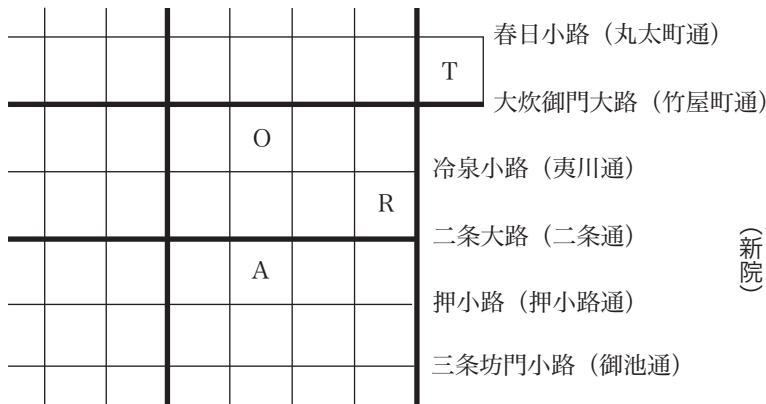 春日小路（丸太町通）
T
大炊御門大路（竹屋町通）
O
冷泉小路（夷川通）
R
二条大路（二条通）
（新院）
A
押小路（押小路通）
三条坊門小路（御池通）